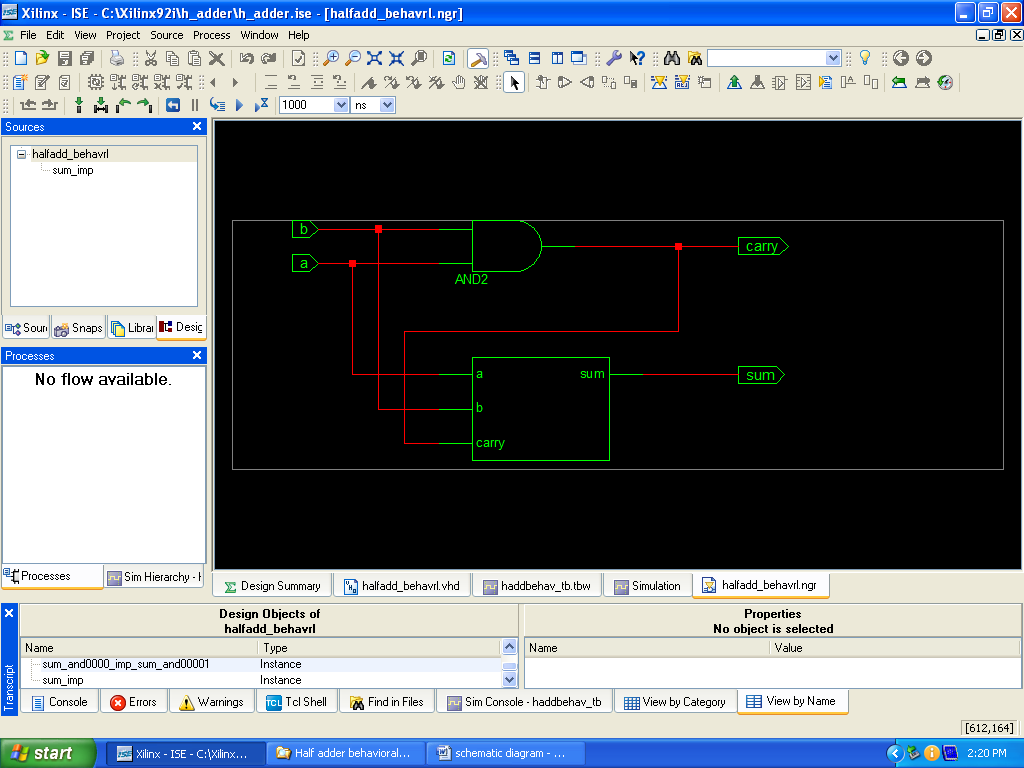 Xilinx - ISE - C:\Xilinx92i\h_adder\h_adder.ise - [halfadd_behavrl.ngr]
File Edit View Project Source Process Window Help
1000 ns
Sources
halfadd_behavrl
sum_imp
Sour Snaps Librai Desig
Processes
No flow available.
Processes Sim Hierarchy - H
b
a
AND2
carry
a sum
b
carry
sum
Design Summary halfadd_behavrl.vhd haddbehav_tb.tbw Simulation halfadd_behavrl.ngr
Transcript
Design Objects of
halfadd_behavrl
Name Type
sum_and0000_imp_sum_and00001 Instance
sum_imp Instance
Properties
No object is selected
Name Value
Console Errors Warnings TCL Tcl Shell Find in Files Sim Console - haddbehav_tb View by Category View by Name
[612,164]
start ISE Xilinx - ISE - C:\Xilinx... Half adder behavioral... schematic diagram - ... 2:20 PM